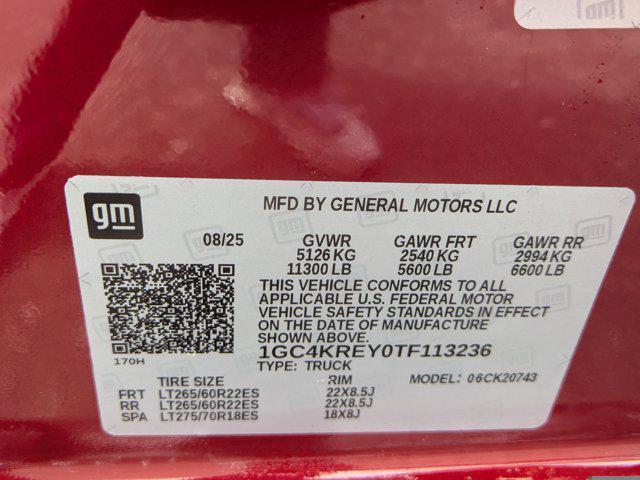 gm
MFD BY GENERAL MOTORS LLC
08/25 GVWR GAWR FRT GAWR RR
5126 KG 2540 KG 2994 KG
11300 LB 5600 LB 6600 LB
THIS VEHICLE CONFORMS TO ALL
APPLICABLE U.S. FEDERAL MOTOR
VEHICLE SAFETY STANDARDS IN EFFECT
ON THE DATE OF MANUFACTURE
SHOWN ABOVE.
170H
1GC4KREY0TF113236
TYPE: TRUCK MODEL: 06CK20743
TIRE SIZE RIM
FRT LT265/60R22ES 22X8.5J
RR LT265/60R22ES 22X8.5J
SPA LT275/70R18ES 18X8J